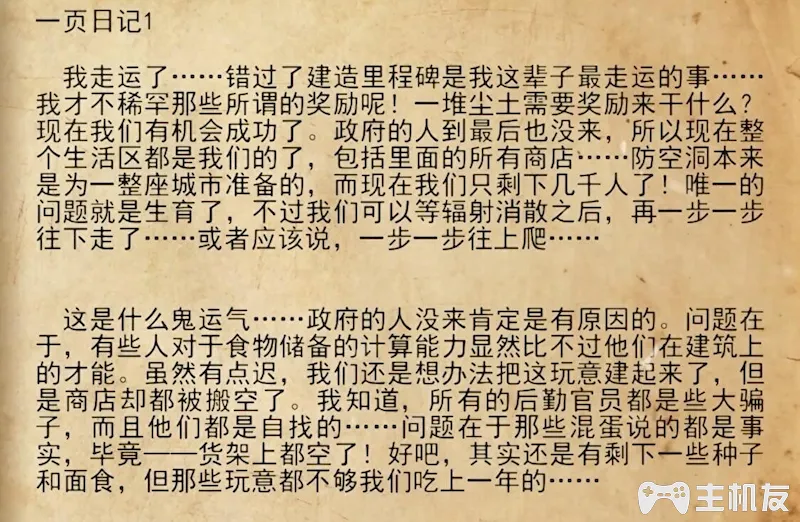 一页日记1
我走运了……错过了建造里程碑是我这辈子最走运的事……
我才不稀罕那些所谓的奖励呢！一堆尘土需要奖励来干什么？
现在我们有机会成功了。政府的人到最后也没来，所以现在整
个生活区都是我们的了，包括里面的所有商店……防空洞本来
是为一整座城市准备的，而现在我们只剩下几千人了！唯一的
问题就是生育了，不过我们可以等辐射消散之后，再一步一步
往下走了……或者应该说，一步一步往上爬……
这是什么鬼运气……政府的人没来肯定是有原因的。问题在
于，有些人对于食物储备的计算能力显然比不过他们在建筑上
的才能。虽然有点迟，我们还是想办法把这玩意建起来了，但
是商店却都被搬空了。我知道，所有的后勤官员都是些大骗
子，而且他们都是自找的……问题在于那些混蛋说的都是事
实，毕竟——货架上都空了！好吧，其实还是有剩下一些种子
和面食，但那些玩意都不够我们吃上一年的……
主机友